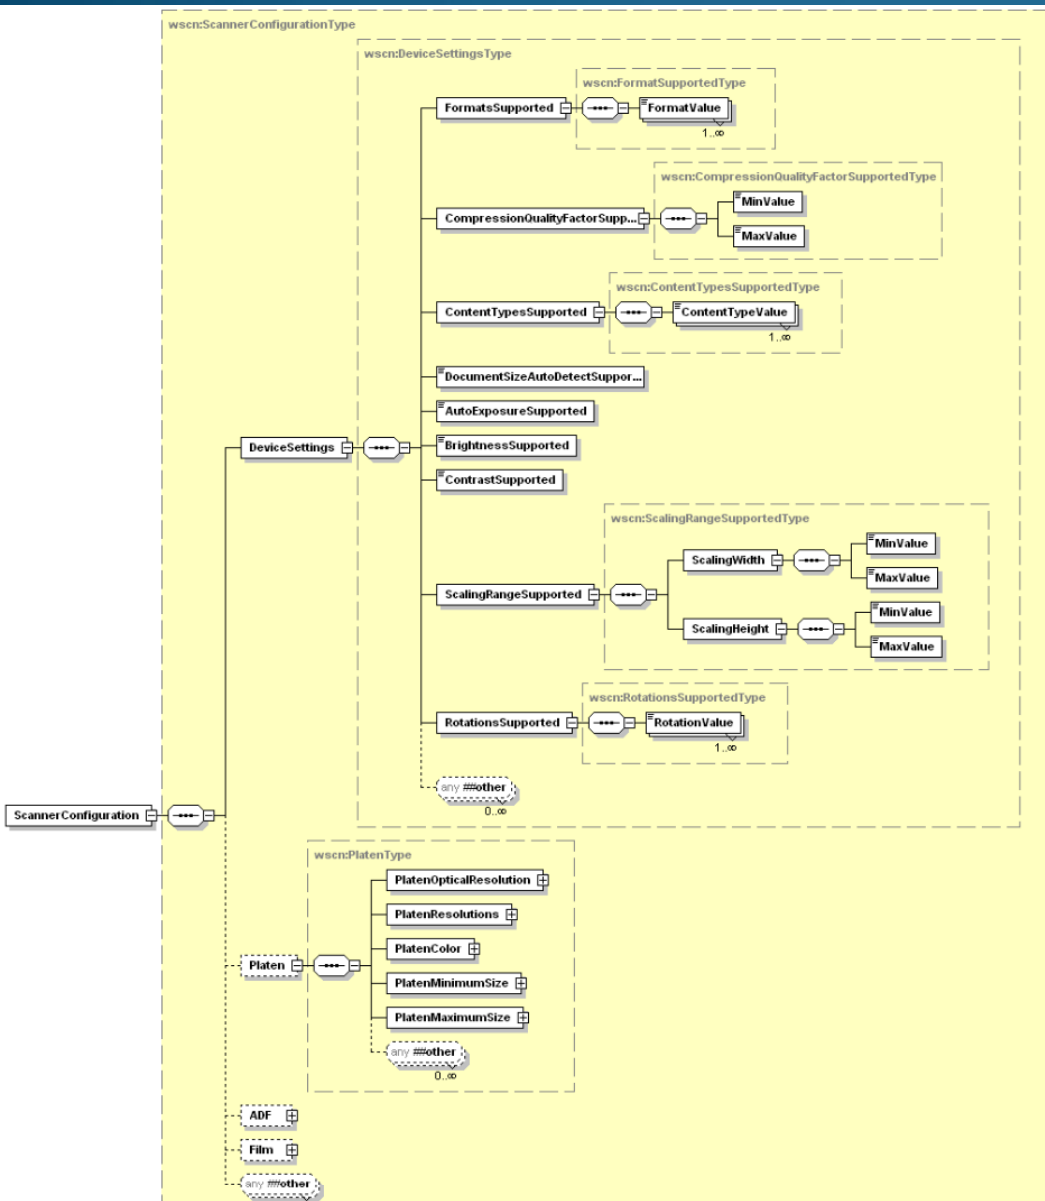 wscn:ScannerConfigurationType
wscn:DeviceSettingsType
wscn:FormatSupportedType
FormatsSupported
FormatValue
1..∞
wscn:CompressionQualityFactorSupportedType
CompressionQualityFactorSupp...
MinValue
MaxValue
wscn:ContentTypesSupportedType
ContentTypesSupported
ContentTypeValue
1..∞
DocumentSizeAutoDetectSuppor...
AutoExposureSupported
DeviceSettings
BrightnessSupported
ContrastSupported
wscn:ScalingRangeSupportedType
ScalingRangeSupported
ScalingWidth
MinValue
MaxValue
ScalingHeight
MinValue
MaxValue
wscn:RotationsSupportedType
RotationsSupported
RotationValue
1..∞
any ##other
0..∞
ScannerConfiguration
wscn:PlatenType
PlatenOpticalResolution
PlatenResolutions
PlatenColor
Platen
PlatenMinimumSize
PlatenMaximumSize
any ##other
0..∞
ADF
Film
any ##other